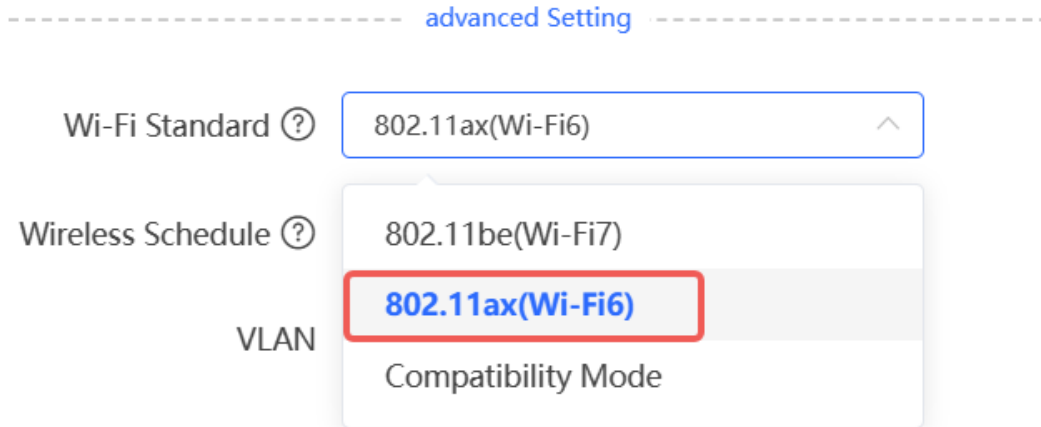 advanced Setting
Wi-Fi Standard ? 802.11ax(Wi-Fi6)
Wireless Schedule ? 802.11be(Wi-Fi7)
802.11ax(Wi-Fi6)
VLAN
Compatibility Mode